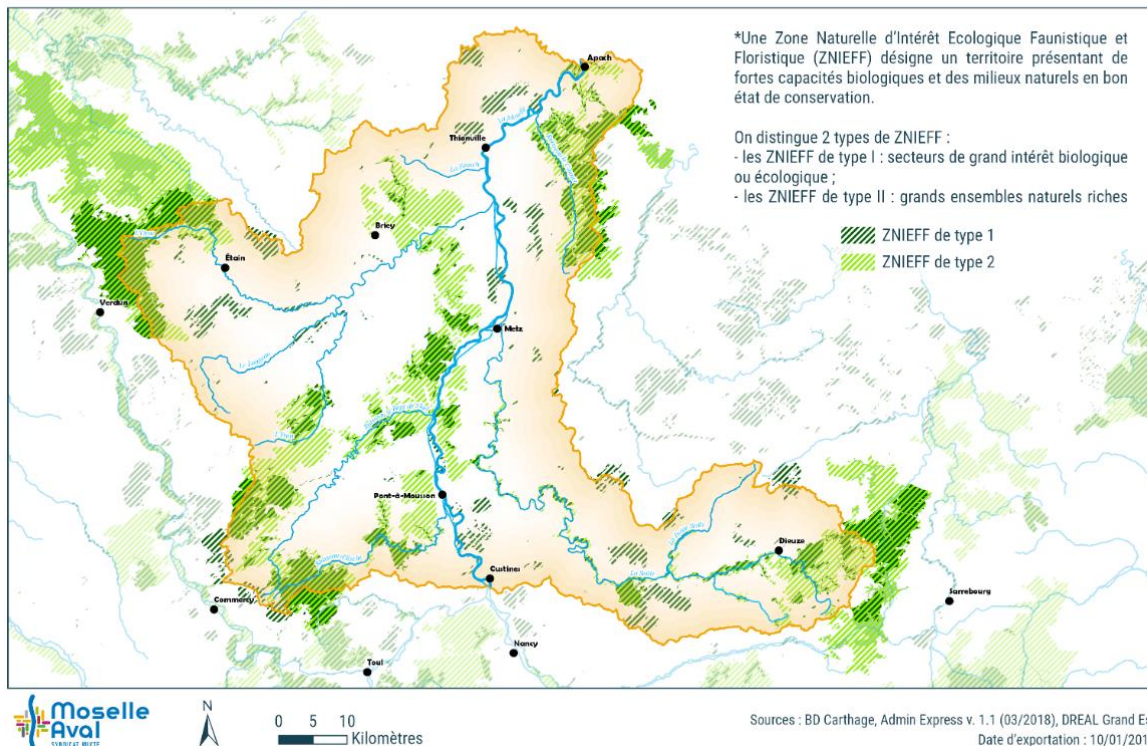 *Une Zone Naturelle d'Intérêt Ecologique Faunistique et
Floristique (ZNIEFF) désigne un territoire présentant de
fortes capacités biologiques et des milieux naturels en bon
état de conservation.
On distingue 2 types de ZNIEFF :
- les ZNIEFF de type I : secteurs de grand intérêt biologique
ou écologique ;
- les ZNIEFF de type II : grands ensembles naturels riches
ZNIEFF de type 1
ZNIEFF de type 2
Apach
Thionville
Briey
Étain
Verdun
Metz
Pont-à-Mousson
Custines
Dieuze
Commercy
Sarrebourg
Nancy
Toul
Moselle
Aval
SYNDICAT MIXTE
N
0 5 10
Kilomètres
Sources : BD Carthage, Admin Express v. 1.1 (03/2018), DREAL Grand Es
Date d'exportation : 10/01/201